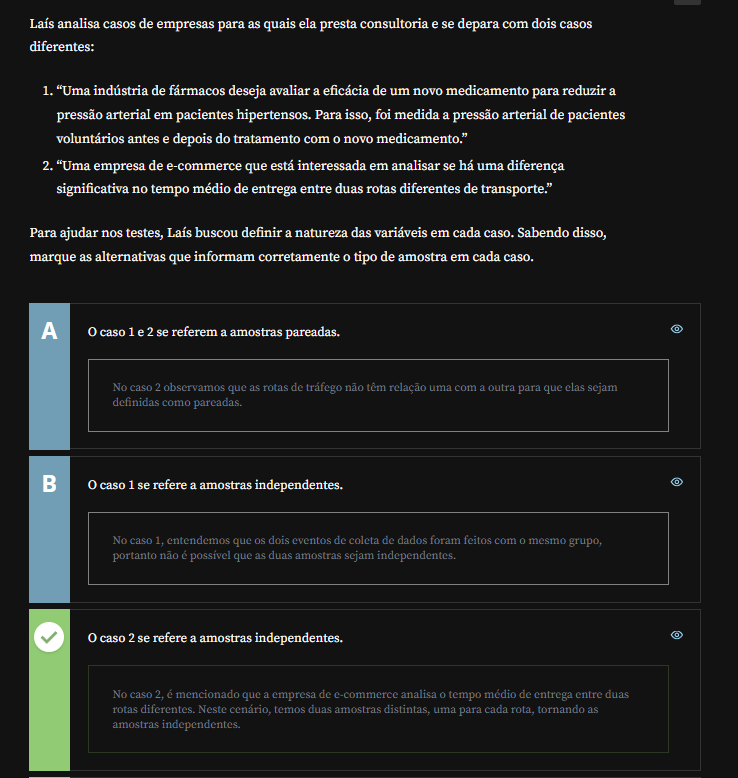 Laís analisa casos de empresas para as quais ela presta consultoria e se depara com dois casos
diferentes:
1. “Uma indústria de fármacos deseja avaliar a eficácia de um novo medicamento para reduzir a
pressão arterial em pacientes hipertensos. Para isso, foi medida a pressão arterial de pacientes
voluntários antes e depois do tratamento com o novo medicamento.”
2. “Uma empresa de e-commerce que está interessada em analisar se há uma diferença
significativa no tempo médio de entrega entre duas rotas diferentes de transporte.”
Para ajudar nos testes, Laís buscou definir a natureza das variáveis em cada caso. Sabendo disso,
marque as alternativas que informam corretamente o tipo de amostra em cada caso.
A
O caso 1 e 2 se referem a amostras pareadas.
No caso 2 observamos que as rotas de tráfego não têm relação uma com a outra para que elas sejam
definidas como pareadas.
B
O caso 1 se refere a amostras independentes.
No caso 1, entendemos que os dois eventos de coleta de dados foram feitos com o mesmo grupo,
portanto não é possível que as duas amostras sejam independentes.
O caso 2 se refere a amostras independentes.
No caso 2, é mencionado que a empresa de e-commerce analisa o tempo médio de entrega entre duas
rotas diferentes. Neste cenário, temos duas amostras distintas, uma para cada rota, tornando as
amostras independentes.